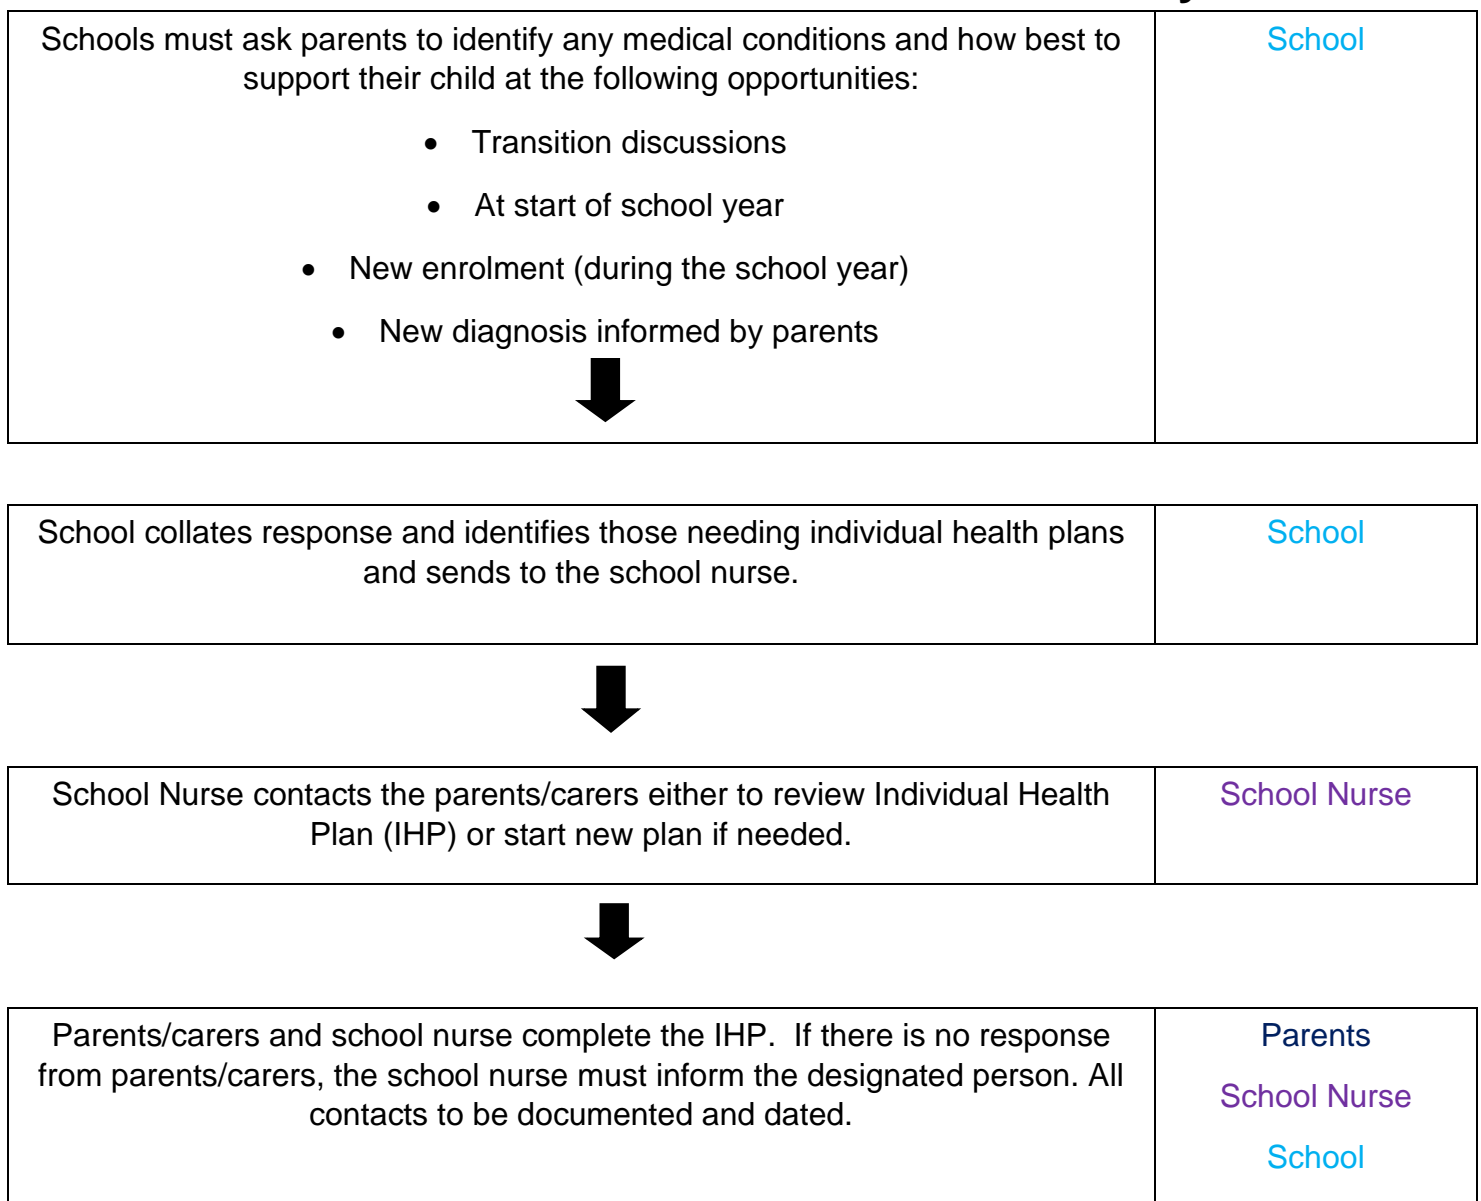 Schools must ask parents to identify any medical conditions and how best to
support their child at the following opportunities:
• Transition discussions
• At start of school year
• New enrolment (during the school year)
• New diagnosis informed by parents
School
School collates response and identifies those needing individual health plans
and sends to the school nurse.
School
School Nurse contacts the parents/carers either to review Individual Health
Plan (IHP) or start new plan if needed.
School Nurse
Parents/carers and school nurse complete the IHP.  If there is no response
from parents/carers, the school nurse must inform the designated person. All
contacts to be documented and dated.
Parents
School Nurse
School